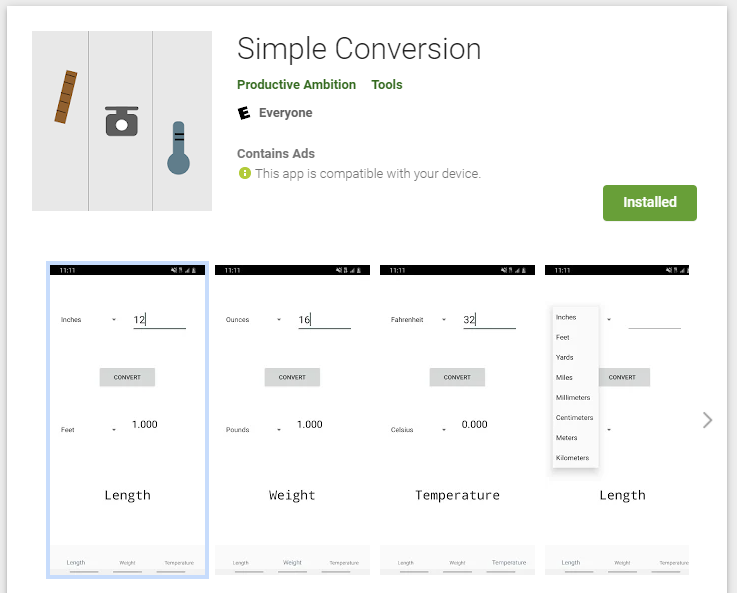 Simple Conversion
Productive Ambition Tools
E Everyone
Contains Ads
This app is compatible with your device.
Installed
11:11
Inches 12
CONVERT
Feet 1.000
Length
Length Weight Temperature
11:11
Ounces 16
CONVERT
Pounds 1.000
Weight
Length Weight Temperature
11:11
Fahrenheit 32
CONVERT
Celsius 0.000
Temperature
Length Weight Temperature
11:11
Inches
Feet
Yards
Miles
Millimeters
Centimeters
Meters
Kilometers
CONVERT
Length
Length Weight Temperature